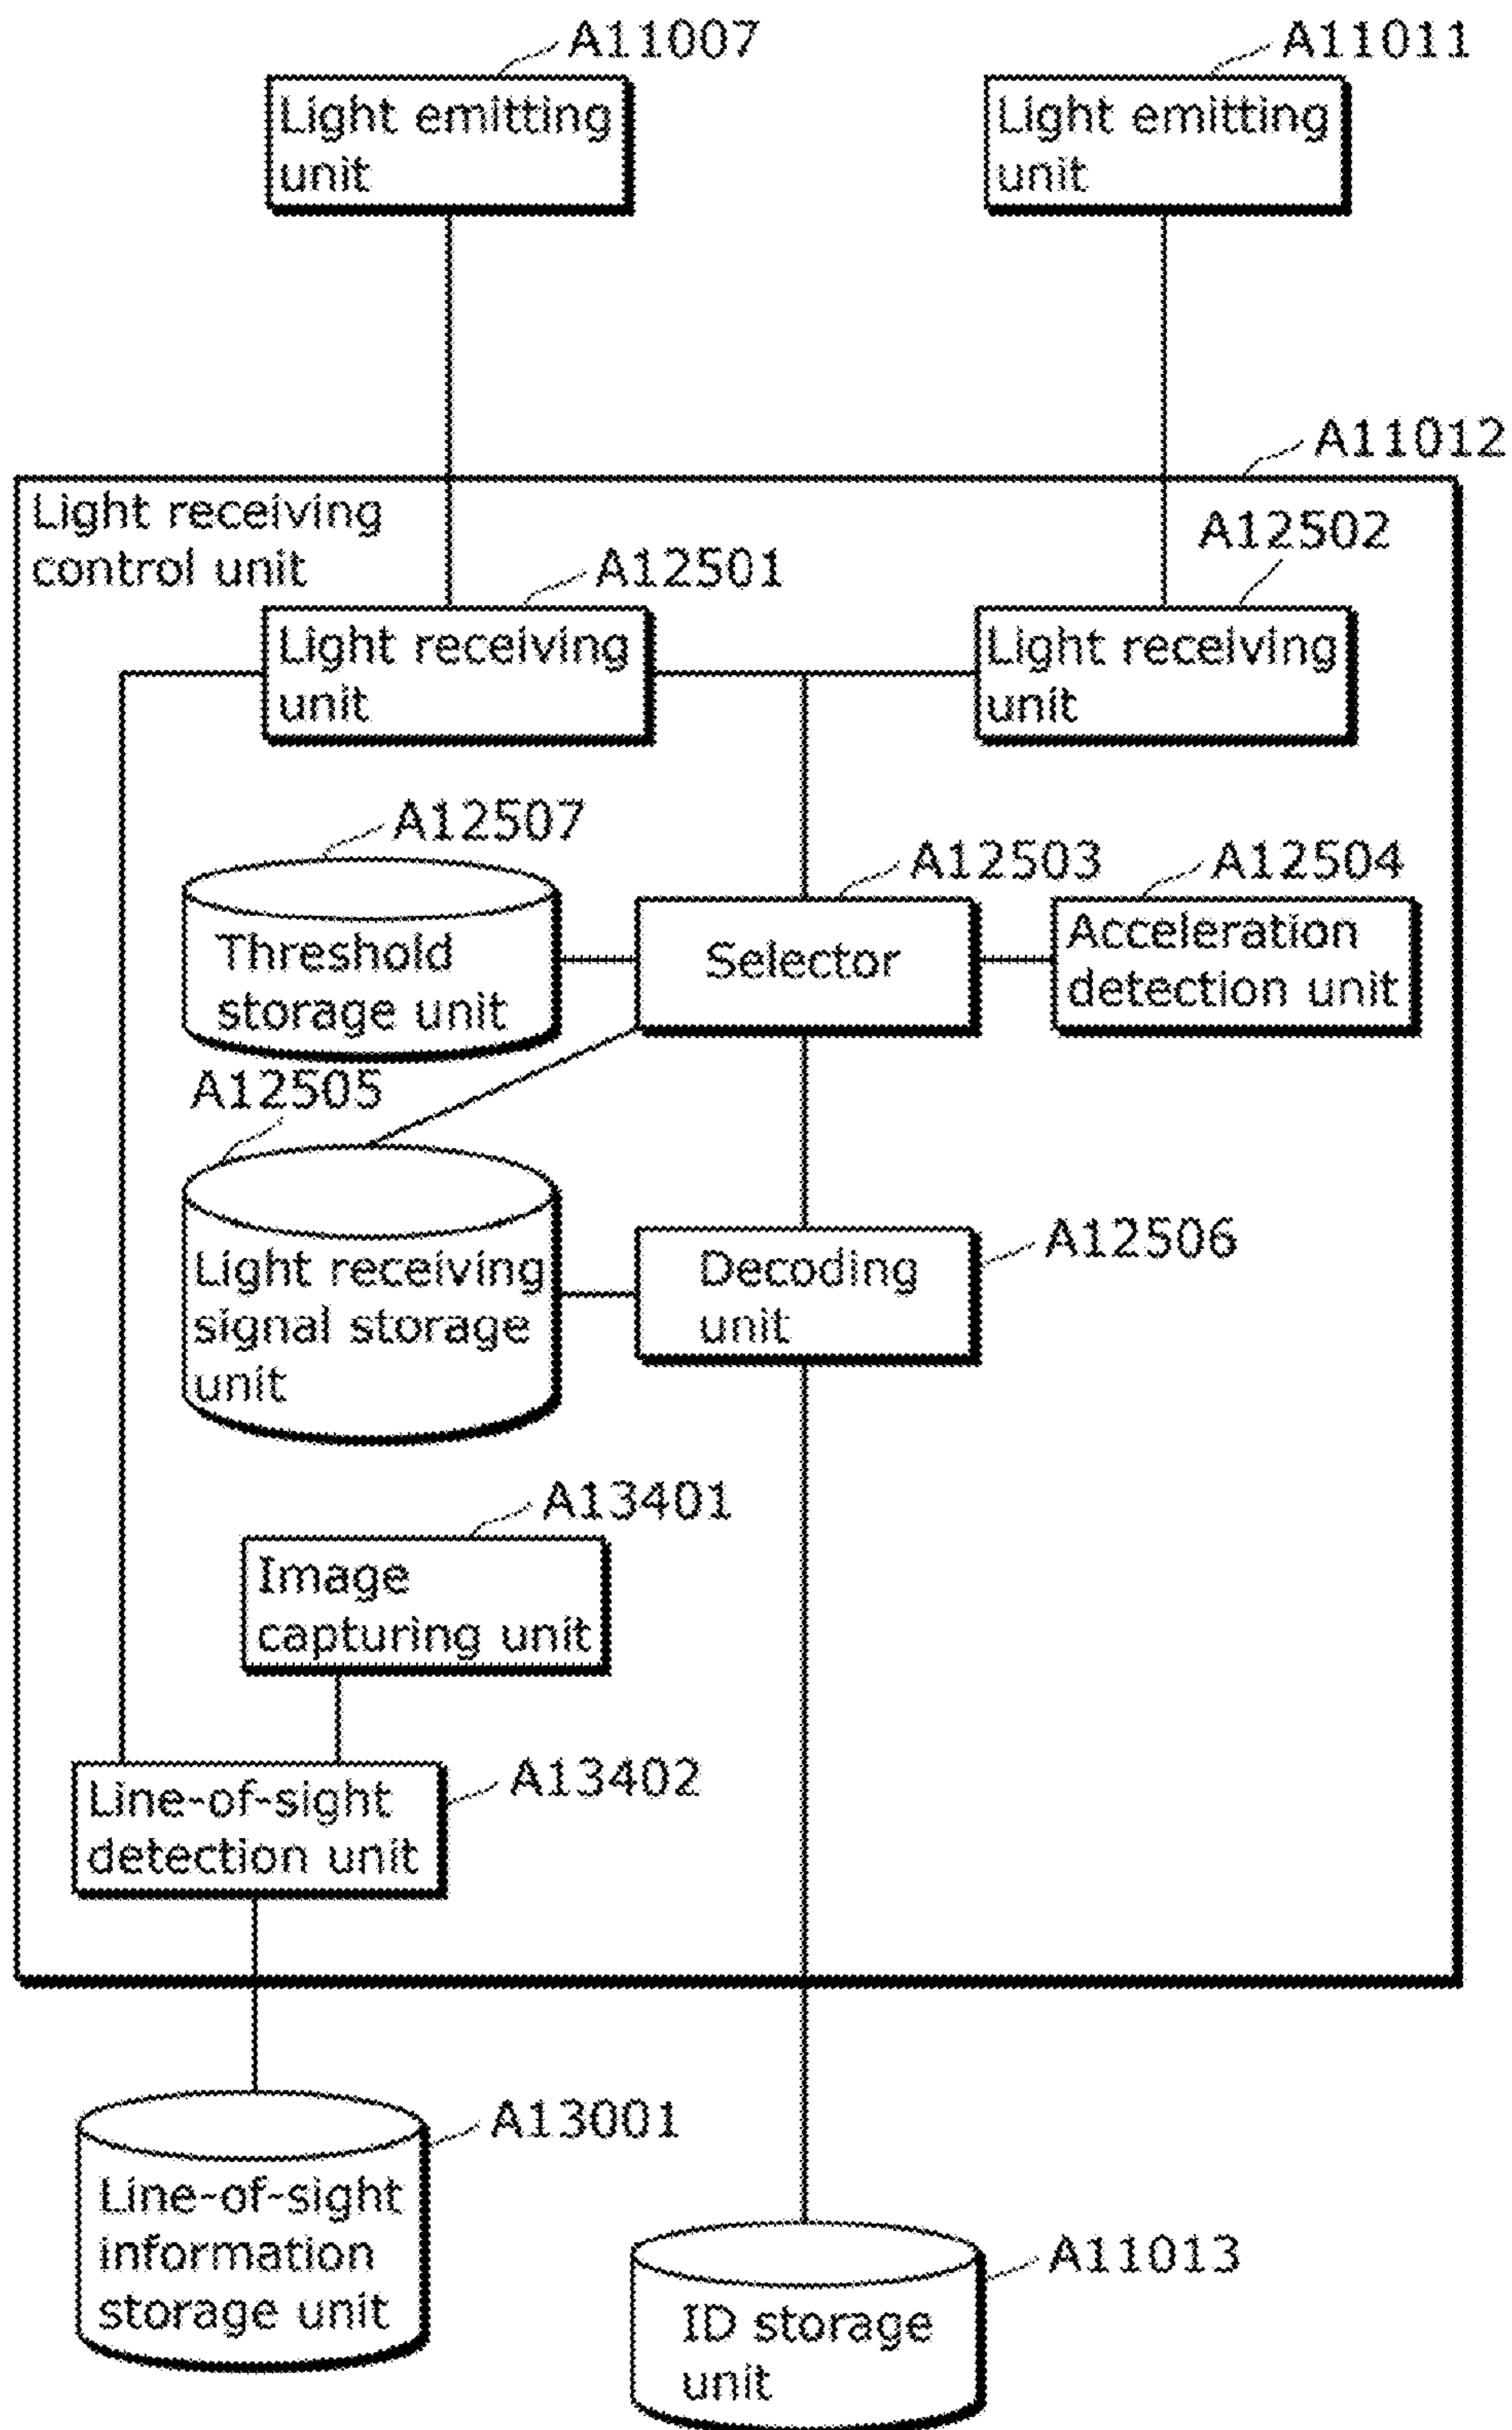 A11007
A11011
Light emitting
unit
Light emitting
unit
A11012
Light receiving
control unit
A12501
A12502
Light receiving
unit
Light receiving
unit
A12507
A12503
A12504
Threshold
storage unit
Selector
Acceleration
detection unit
A12505
Light receiving
signal storage
unit
Decoding
unit
A12506
A13401
Image
capturing unit
Line-of-sight
detection unit
A13402
A13001
Line-of-sight
information
storage unit
A11013
ID storage
unit